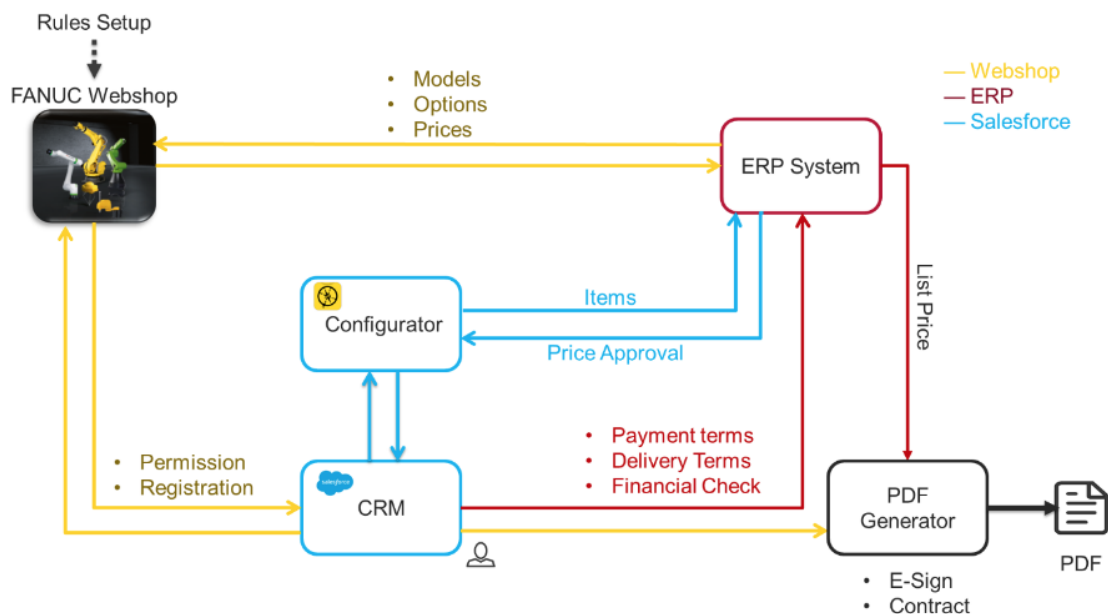 Rules Setup
FANUC Webshop
• Models
• Options
• Prices
— Webshop
— ERP
— Salesforce
ERP System
List Price
Items
Configurator
Price Approval
• Payment terms
• Delivery Terms
• Financial Check
• Permission
• Registration
salesforce
CRM
PDF
Generator
PDF
• E-Sign
• Contract